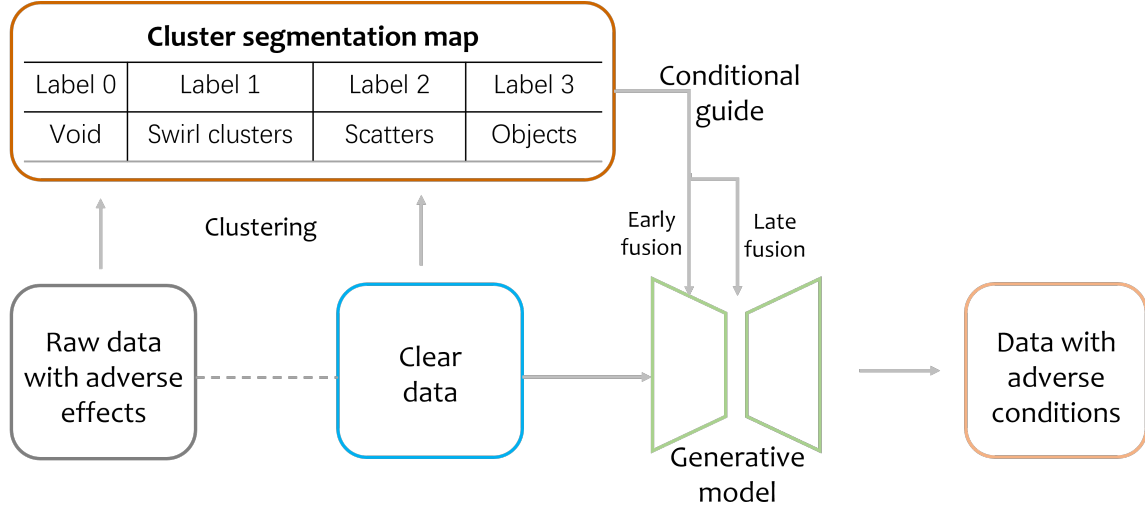 Cluster segmentation map
Label 0 Label 1 Label 2 Label 3
Void Swirl clusters Scatters Objects
Conditional
guide
Clustering
Early
fusion
Late
fusion
Raw data
with adverse
effects
Clear
data
Generative
model
Data with
adverse
conditions